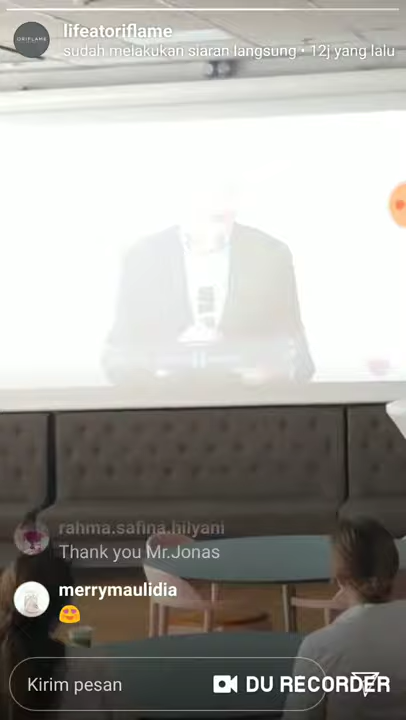 ORIFLAME
lifeatoriflame
sudah melakukan siaran langsung • 12j yang lalu
rahma.safina.hilyani
Thank you Mr.Jonas
merrymaulidia
😍
Kirim pesan
DU RECORDER